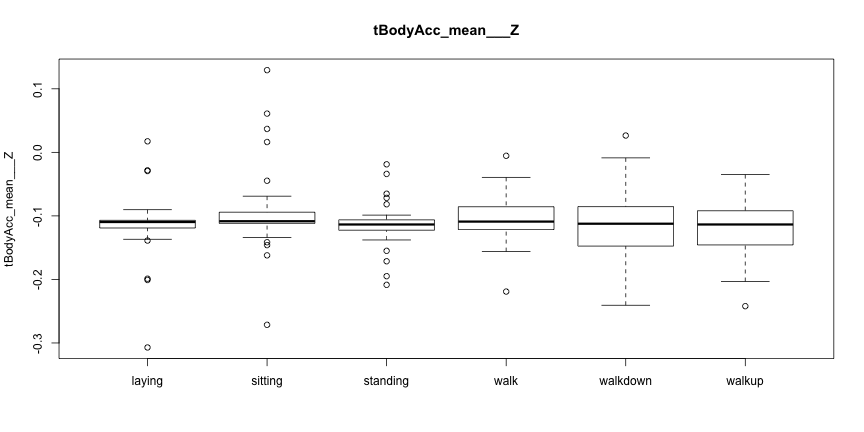 tBodyAcc_mean___Z
tBodyAcc_mean___Z
0.1
0.0
-0.1
-0.2
-0.3
laying sitting standing walk walkdown walkup